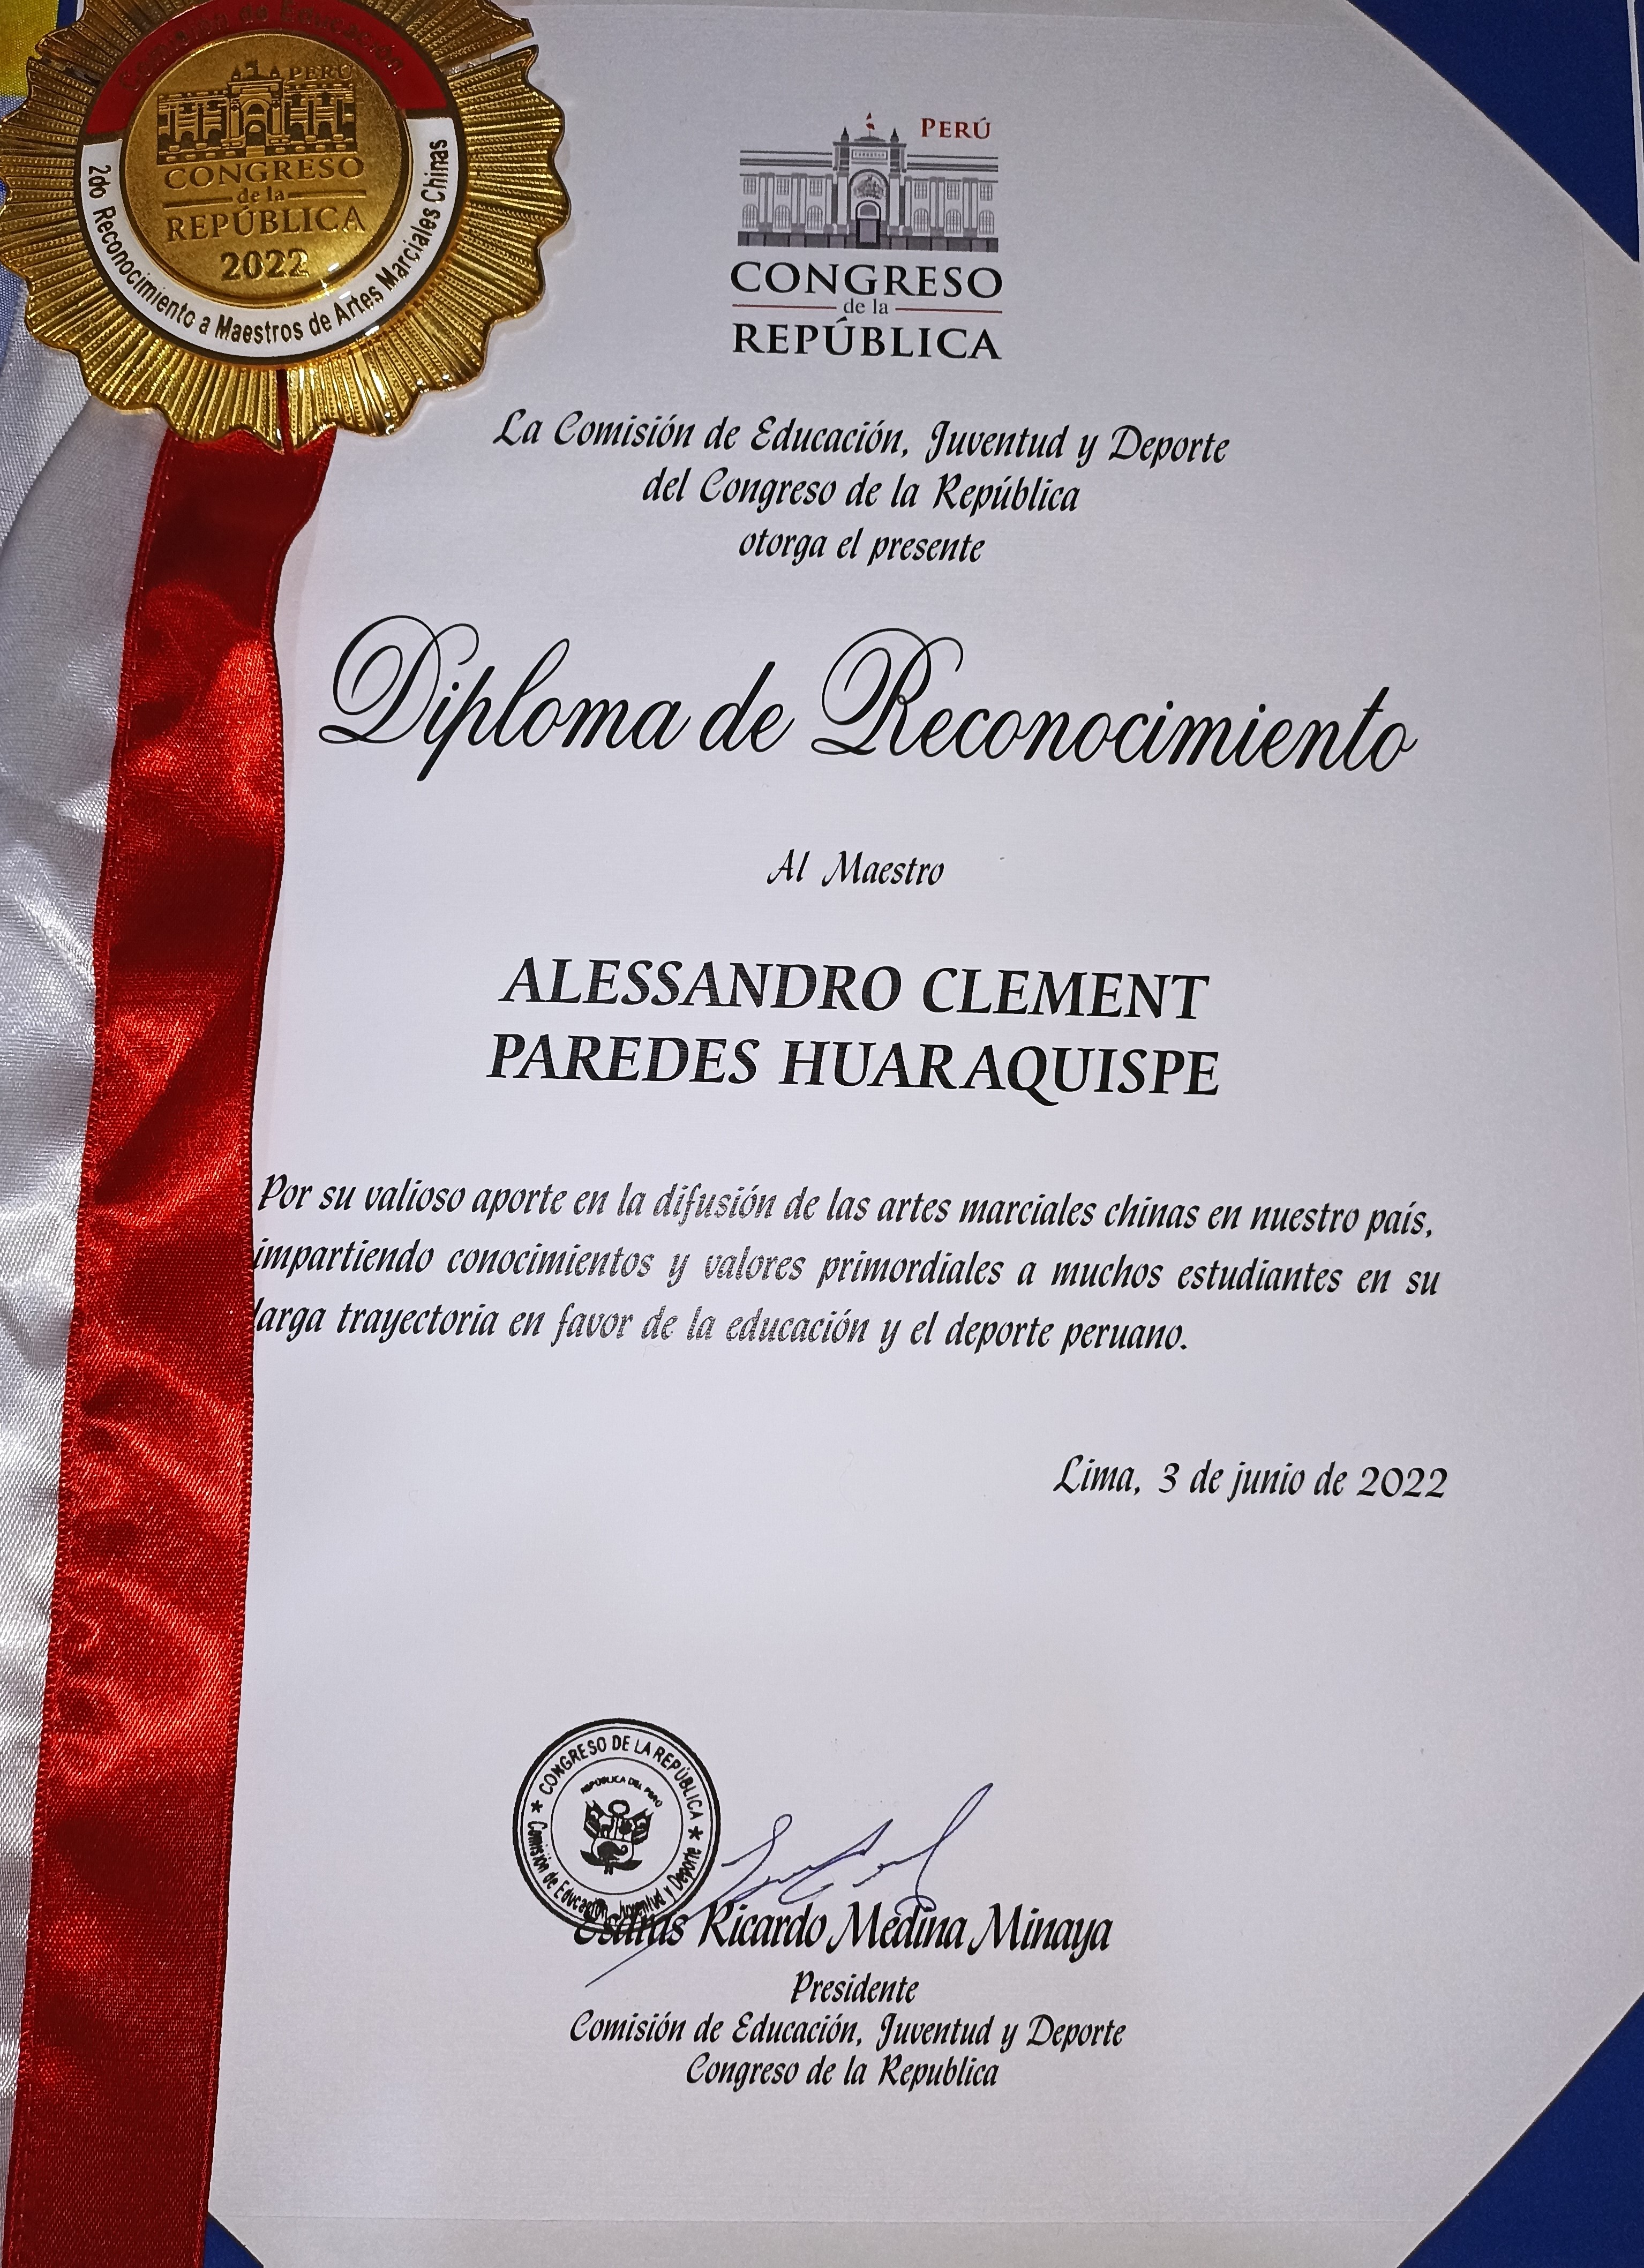 Comisión de Educación
PERÚ
CONGRESO
de la
REPÚBLICA
2022
2do Reconocimiento a Maestros de Artes Marciales Chinas
PERÚ
CONGRESO
de la
REPÚBLICA
La Comisión de Educación, Juventud y Deporte
del Congreso de la República
otorga el presente
Diploma de Reconocimiento
Al Maestro
ALESSANDRO CLEMENT
PAREDES HUARAQUISPE
Por su valioso aporte en la difusión de las artes marciales chinas en nuestro país,
impartiendo conocimientos y valores primordiales a muchos estudiantes en su
larga trayectoria en favor de la educación y el deporte peruano.
Lima, 3 de junio de 2022
CONGRESO DE LA REPÚBLICA
REPÚBLICA DEL PERÚ
Comisión de Educación, Juventud y Deporte
Esdras Ricardo Medina Minaya
Presidente
Comisión de Educación, Juventud y Deporte
Congreso de la Republica